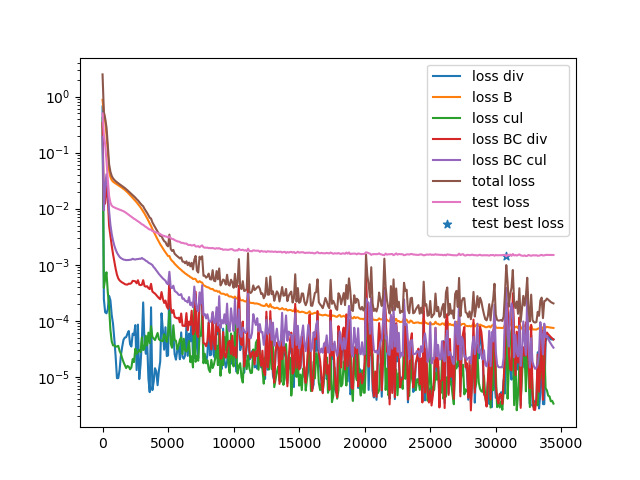 10⁰
10⁻¹
10⁻²
10⁻³
10⁻⁴
10⁻⁵
0 5000 10000 15000 20000 25000 30000 35000
loss div
loss B
loss cul
loss BC div
loss BC cul
total loss
test loss
test best loss